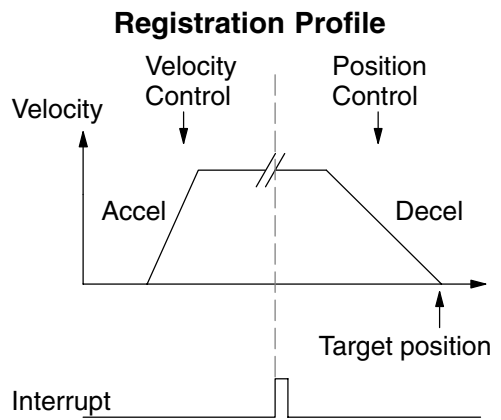 Registration Profile
Velocity
Control
Position
Control
Velocity
Accel
Decel
Target position
Interrupt